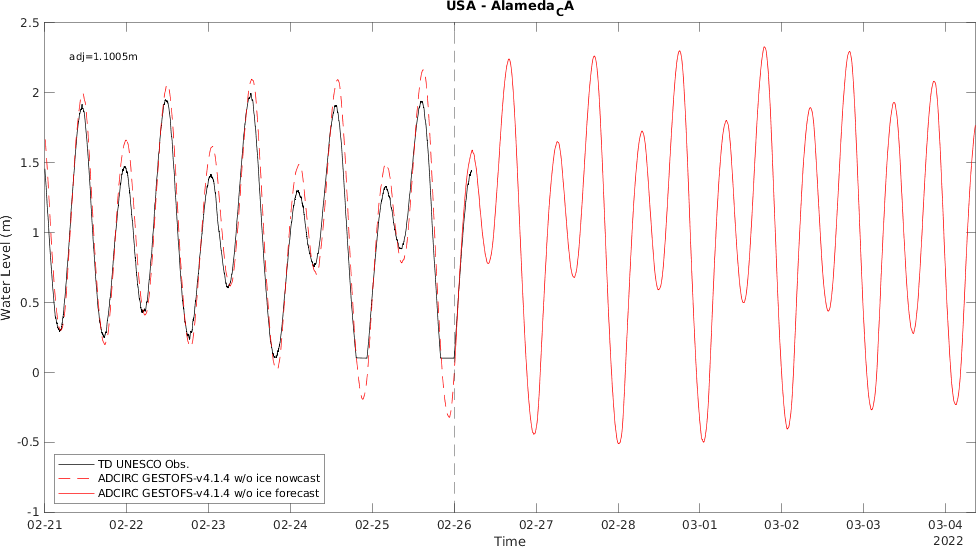 USA - Alameda_CA
adj=1.1005m
2.5
2
1.5
1
0.5
0
-0.5
-1
Water Level (m)
TD UNESCO Obs.
ADCIRC GESTOFS-v4.1.4 w/o ice nowcast
ADCIRC GESTOFS-v4.1.4 w/o ice forecast
02-21 02-22 02-23 02-24 02-25 02-26 02-27 02-28 03-01 03-02 03-03 03-04
Time
2022